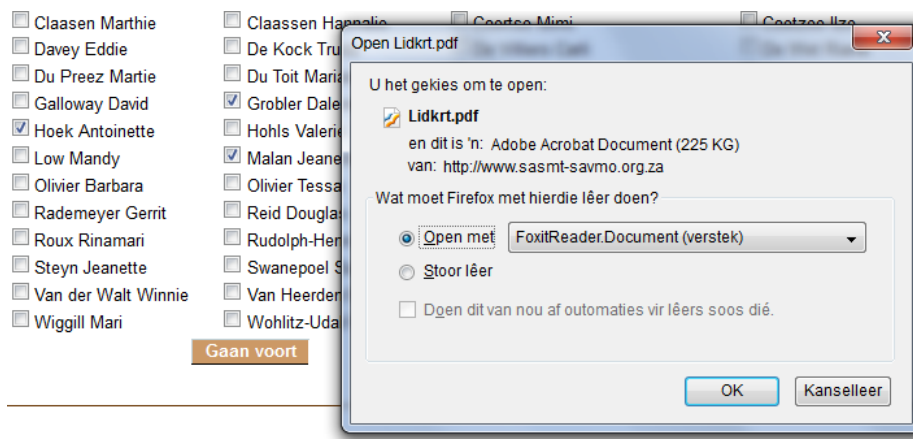 Claasen Marthie
Claassen Hannalie
Coertse Mimi
Coetzee Ilze
Davey Eddie
De Kock Tru
Du Preez Martie
Du Toit Maria
Galloway David
Grobler Dale
Hoek Antoinette
Hohls Valerie
Low Mandy
Malan Jeane
Olivier Barbara
Olivier Tessa
Rademeyer Gerrit
Reid Douglas
Roux Rinamari
Rudolph-Hen
Steyn Jeanette
Swanepoel S
Van der Walt Winnie
Van Heerden
Wiggill Mari
Wohlitz-Uda
Gaan voort
Open Lidkrt.pdf
U het gekies om te open:
Lidkrt.pdf
en dit is 'n: Adobe Acrobat Document (225 KG)
van: http://www.sasmt-savmo.org.za
Wat moet Firefox met hierdie lêer doen?
Open met
FoxitReader.Document (verstek)
Stoor lêer
Doen dit van nou af outomaties vir lêers soos dié.
OK
Kanselleer